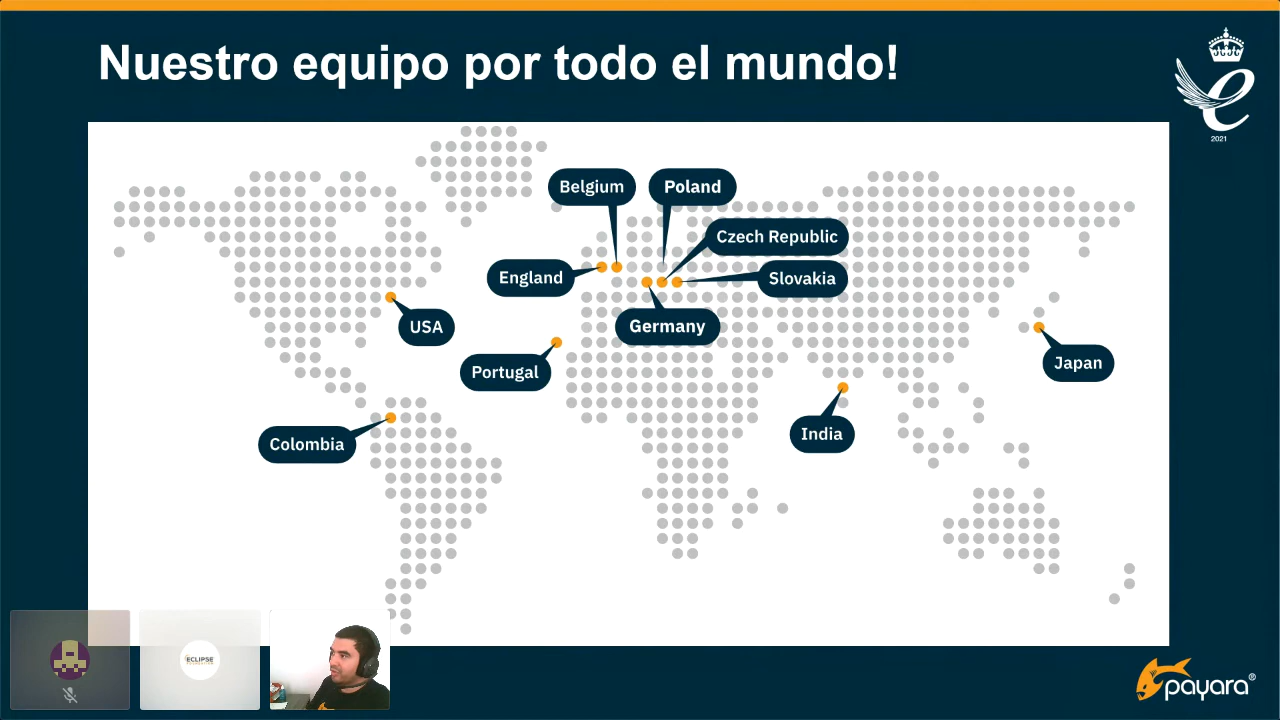 Nuestro equipo por todo el mundo!
2021
Belgium
Poland
Czech Republic
England
Slovakia
USA
Germany
Portugal
Japan
Colombia
India
ECLIPSE
FOUNDATION
payara®